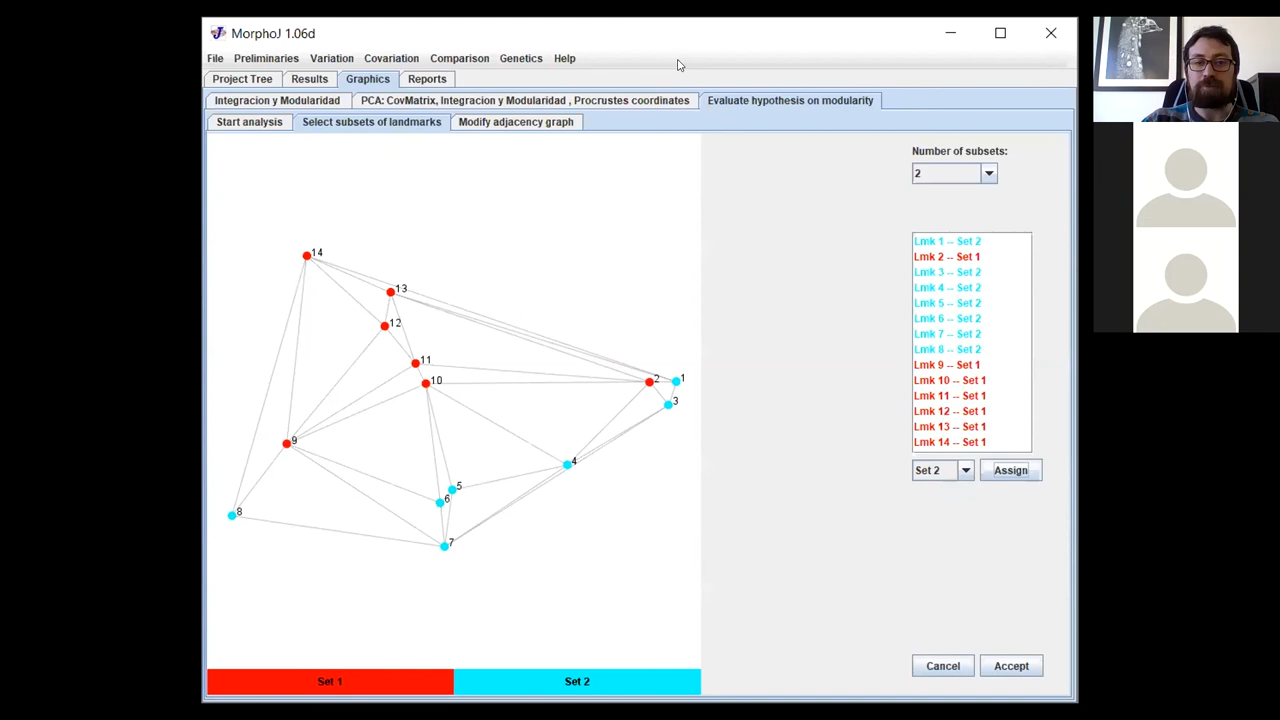 MorphoJ 1.06d
File Preliminaries Variation Covariation Comparison Genetics Help
Project Tree Results Graphics Reports
Integracion y Modularidad PCA: CovMatrix, Integracion y Modularidad , Procrustes coordinates Evaluate hypothesis on modularity
Start analysis Select subsets of landmarks Modify adjacency graph
Number of subsets:
2
Lmk 1 -- Set 2
Lmk 2 -- Set 1
Lmk 3 -- Set 2
Lmk 4 -- Set 2
Lmk 5 -- Set 2
Lmk 6 -- Set 2
Lmk 7 -- Set 2
Lmk 8 -- Set 2
Lmk 9 -- Set 1
Lmk 10 -- Set 1
Lmk 11 -- Set 1
Lmk 12 -- Set 1
Lmk 13 -- Set 1
Lmk 14 -- Set 1
Set 2 Assign
14
13
12
11
10
2 1
3
9
4
5
6
8
7
Cancel Accept
Set 1 Set 2